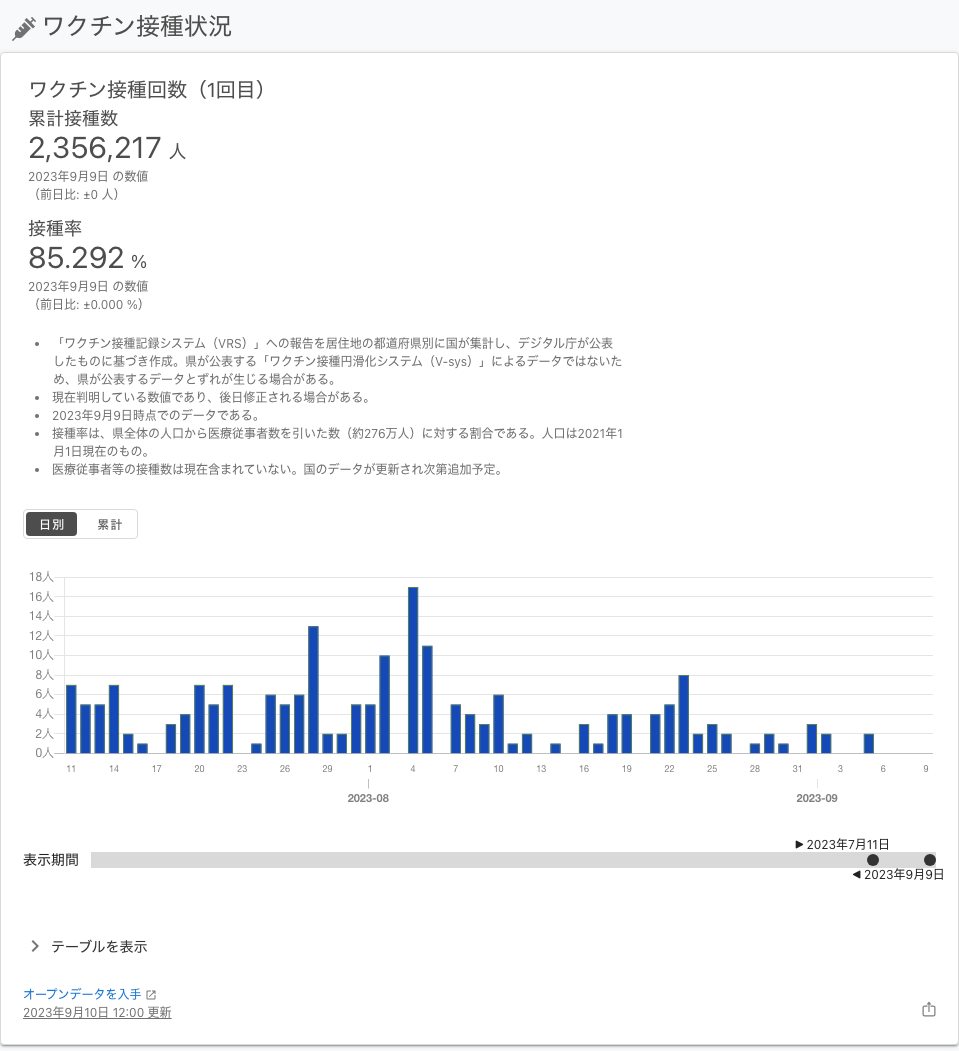 ワクチン接種状況
ワクチン接種回数（1回目）
累計接種数
2,356,217 人
2023年9月9日 の数値
（前日比: ±0 人）
接種率
85.292 %
2023年9月9日 の数値
（前日比: ±0.000 %）
• 「ワクチン接種記録システム（VRS）」への報告を居住地の都道府県別に国が集計し、デジタル庁が公表
したものに基づき作成。県が公表する「ワクチン接種円滑化システム（V-sys）」によるデータではないた
め、県が公表するデータとずれが生じる場合がある。
• 現在判明している数値であり、後日修正される場合がある。
• 2023年9月9日時点でのデータである。
• 接種率は、県全体の人口から医療従事者数を引いた数（約276万人）に対する割合である。人口は2021年1
月1日現在のもの。
• 医療従事者等の接種数は現在含まれていない。国のデータが更新され次第追加予定。
日別 累計
18人
16人
14人
12人
10人
8人
6人
4人
2人
0人
11 14 17 20 23 26 29 1 4 7 10 13 16 19 22 25 28 31 3 6 9
2023-08 2023-09
▶ 2023年7月11日
表示期間
◀ 2023年9月9日
テーブルを表示
オープンデータを入手
2023年9月10日 12:00 更新